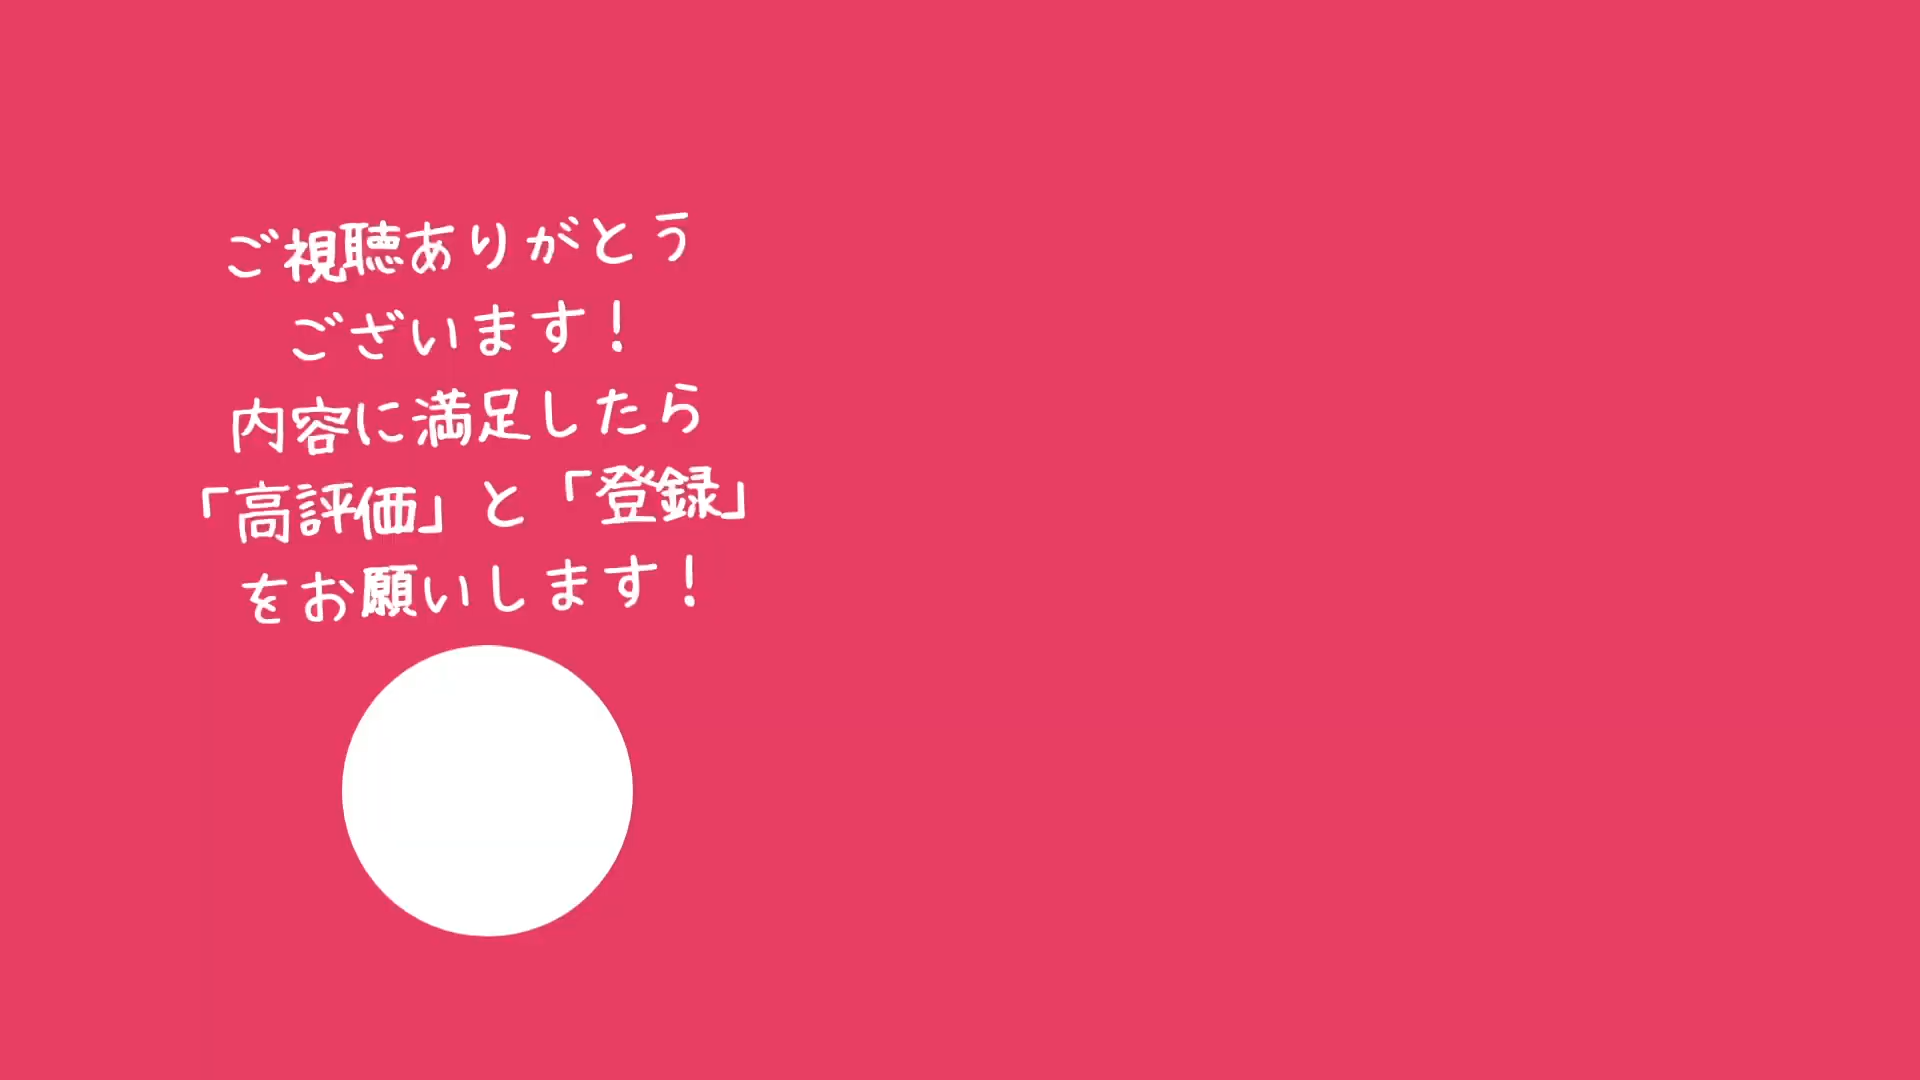 ご視聴ありがとう
ございます!
内容に満足したら
「高評価」と「登録」
をお願いします!